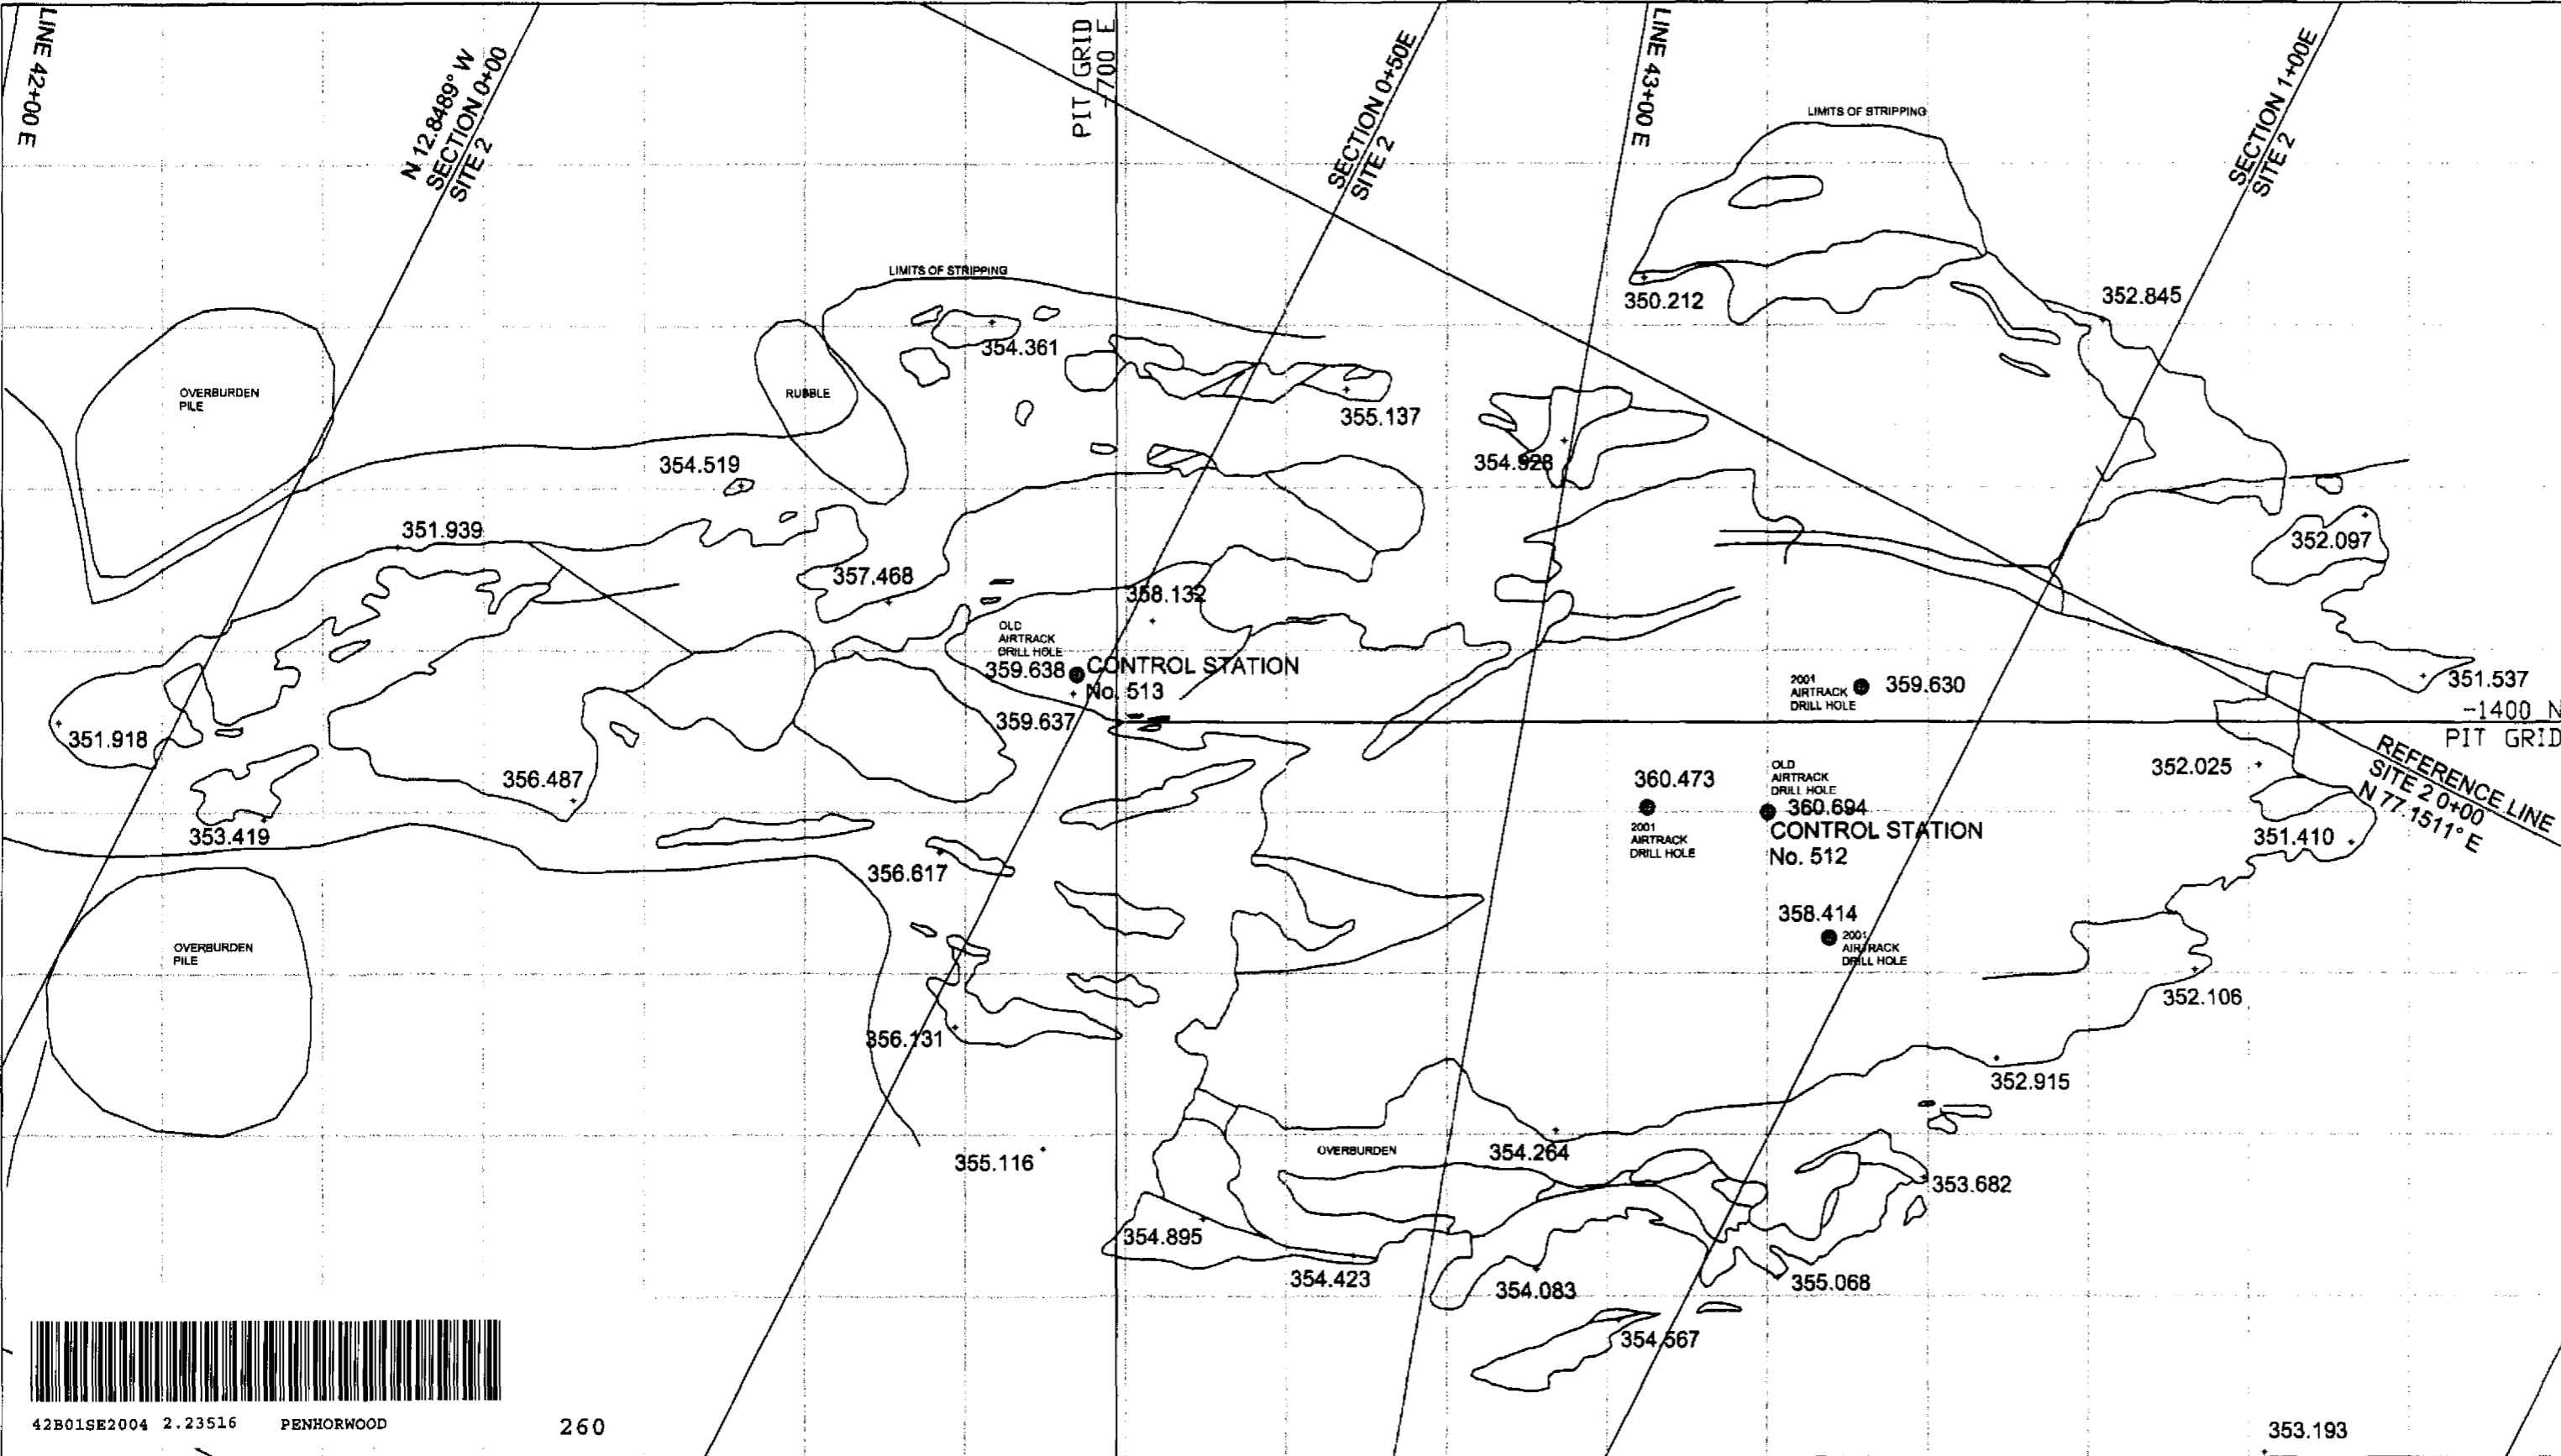 LINE 42+00 E
N 12.8489° W
SECTION 0+00
SITE 2
PIT GRID
-700 E
SECTION 0+50E
SITE 2
LINE 43+00 E
LIMITS OF STRIPPING
SECTION 1+00E
SITE 2
LIMITS OF STRIPPING
350.212
352.845
354.361
OVERBURDEN
PILE
RUBBLE
355.137
354.519
354.928
351.939
352.097
357.468
358.132
OLD
AIRTRACK
DRILL HOLE
359.638
CONTROL STATION
No. 513
359.637
2001
AIRTRACK
DRILL HOLE
359.630
351.537
-1400 N
PIT GRID
351.918
356.487
353.419
360.473
2001
AIRTRACK
DRILL HOLE
OLD
AIRTRACK
DRILL HOLE
360.694
CONTROL STATION
No. 512
352.025
REFERENCE LINE
SITE 2 0+00
N 77.1511° E
351.410
356.617
358.414
2001
AIRTRACK
DRILL HOLE
OVERBURDEN
PILE
352.106
356.131
352.915
355.116
OVERBURDEN
354.264
353.682
354.895
354.423
354.083
355.068
354.567
42B01SE2004 2.23516 PENHORWOOD
260
353.193